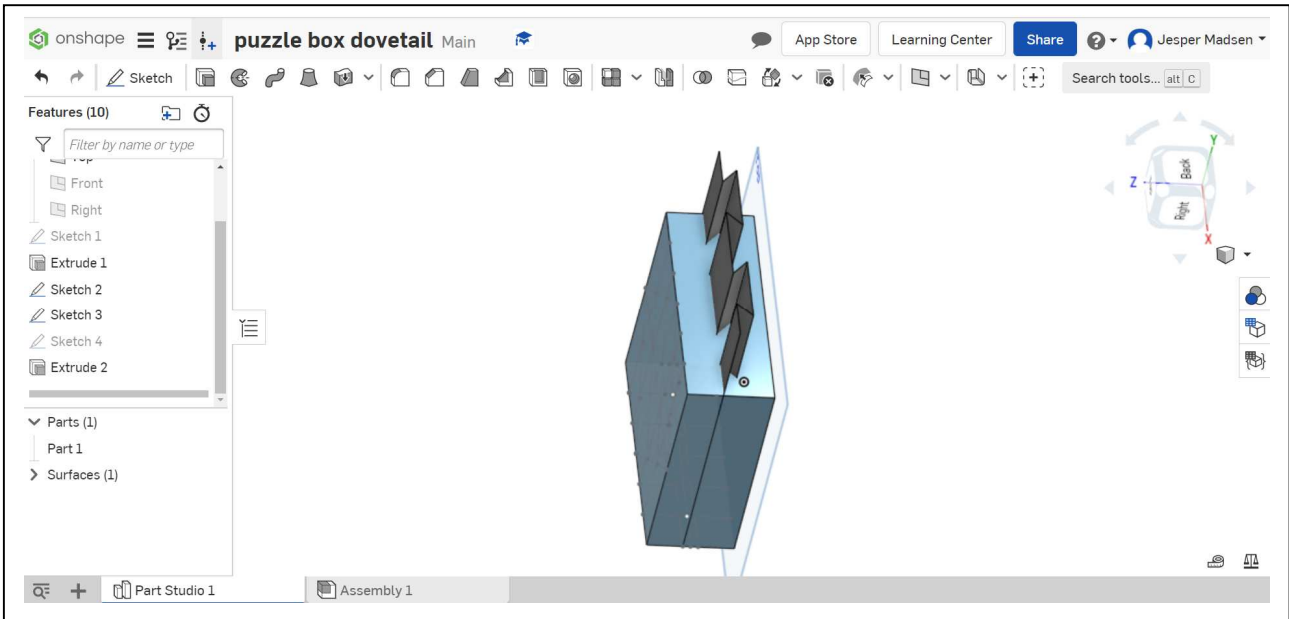 onshape puzzle box dovetail Main App Store Learning Center Share Jesper Madsen
Sketch Search tools... alt C
Features (10)
Filter by name or type
Top
Front
Right
Sketch 1
Extrude 1
Sketch 2
Sketch 3
Sketch 4
Extrude 2
Parts (1)
Part 1
Surfaces (1)
Y
Back
Z
Right
X
Part Studio 1 Assembly 1